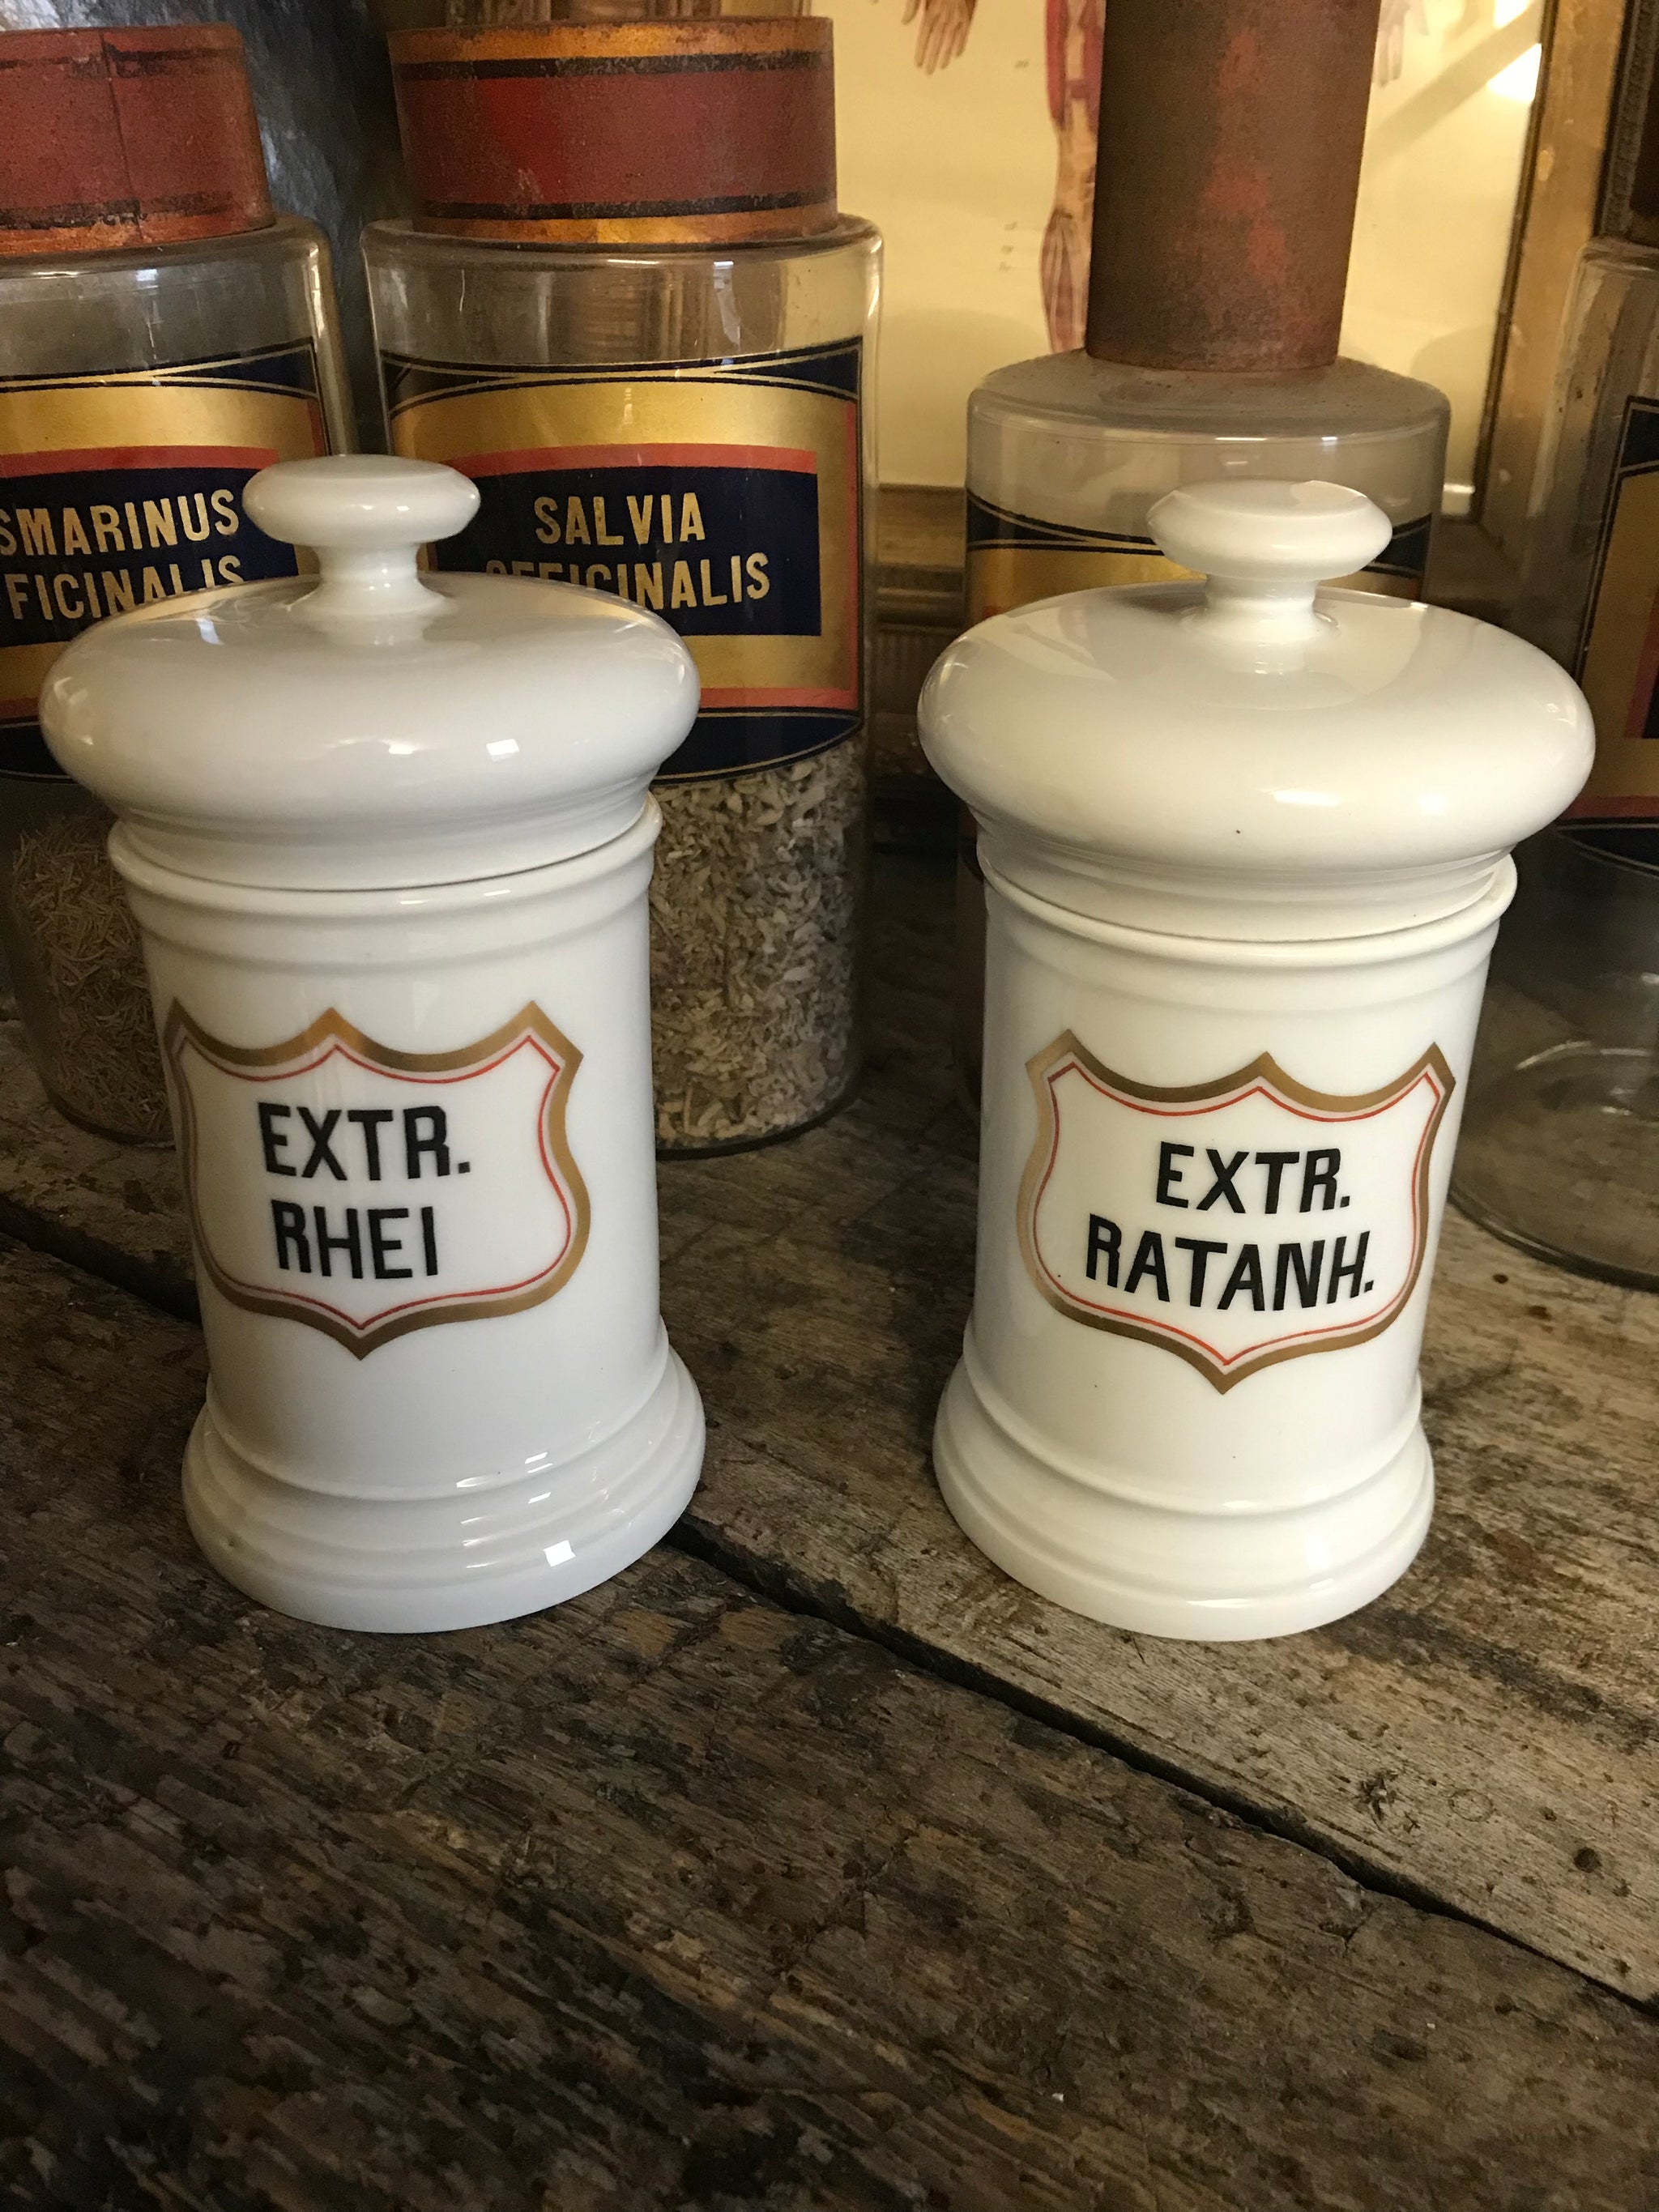 SMARINUS
FICINALIS
SALVIA
OFFICINALIS
EXTR.
RHEI
EXTR.
RATANH.